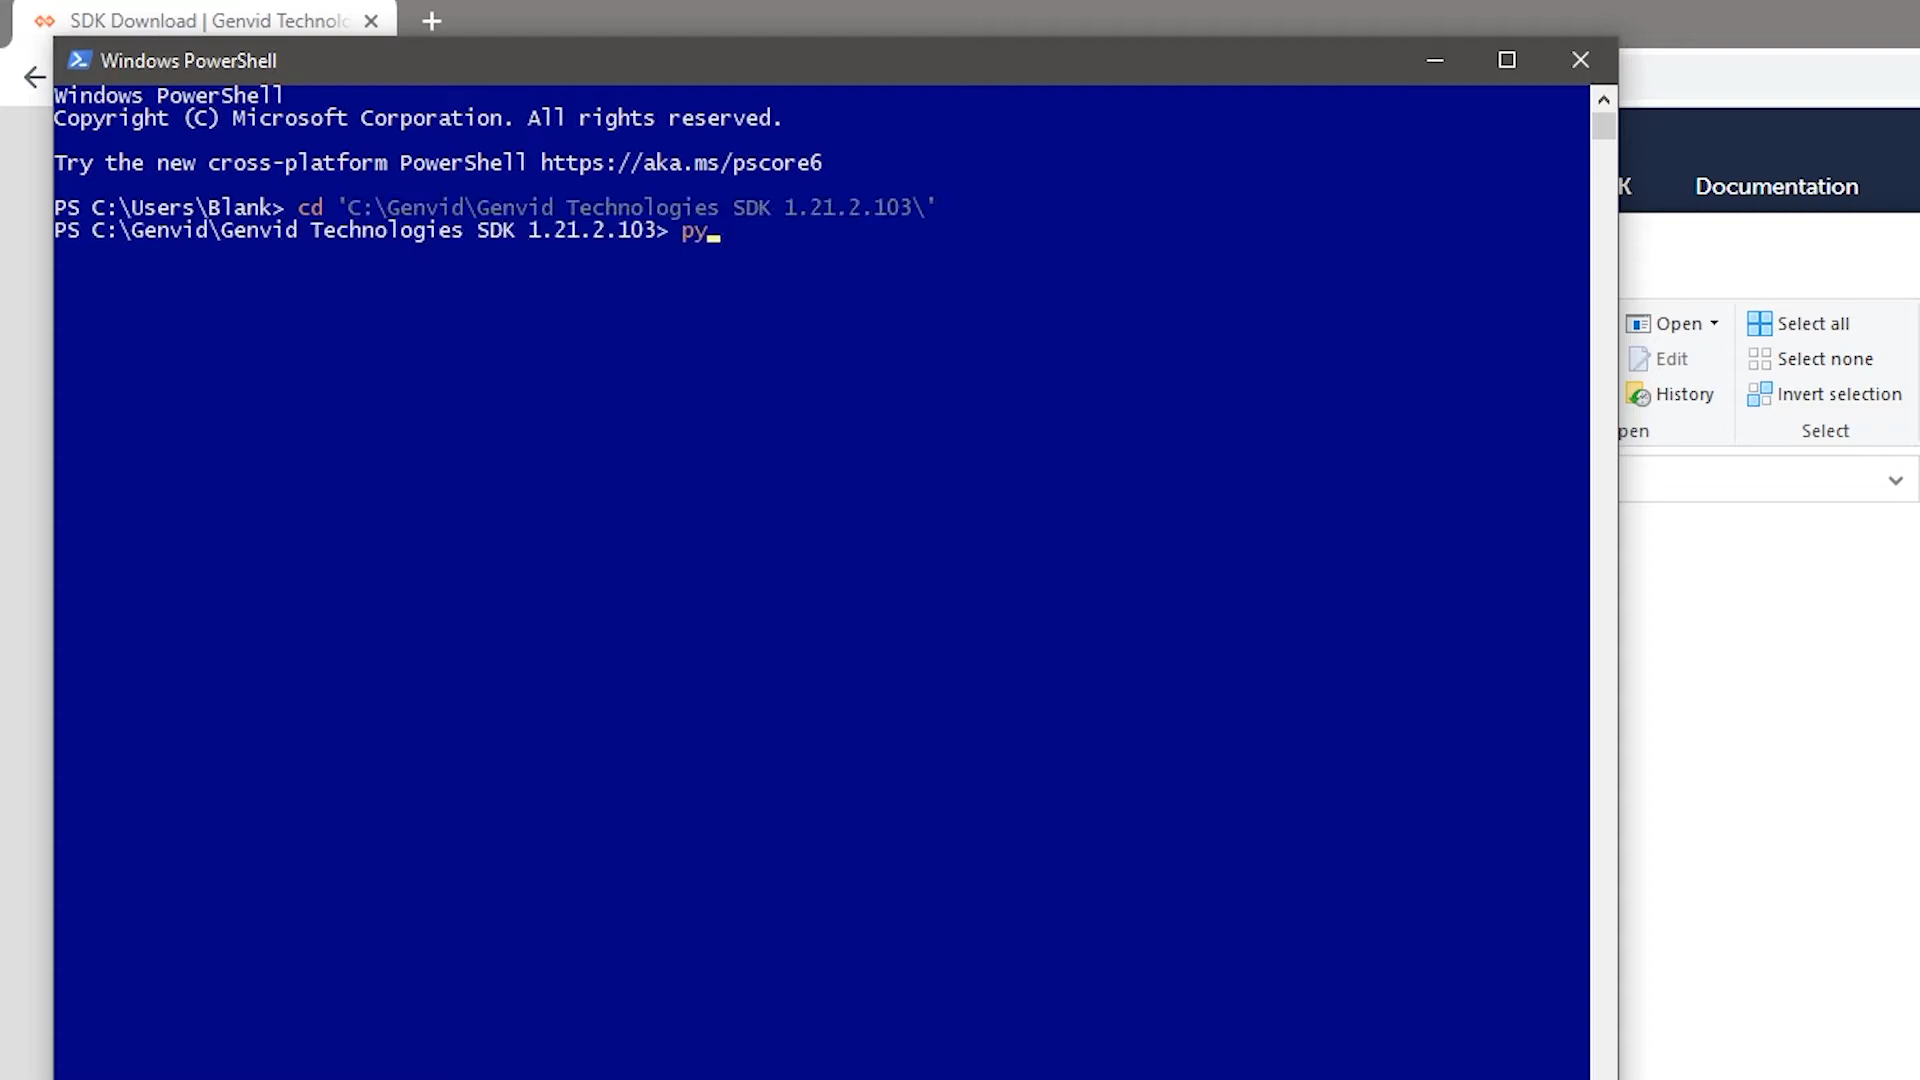 SDK Download | Genvid Technolo
Windows PowerShell
Windows PowerShell
Copyright (C) Microsoft Corporation. All rights reserved.
Try the new cross-platform PowerShell https://aka.ms/pscore6
PS C:\Users\Blank> cd 'C:\Genvid\Genvid Technologies SDK 1.21.2.103\'
PS C:\Genvid\Genvid Technologies SDK 1.21.2.103> py
K
Documentation
Open
Select all
Edit
Select none
History
Invert selection
pen
Select